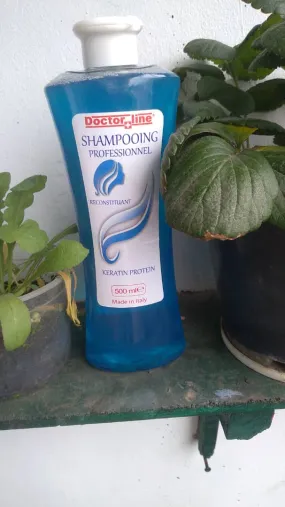 Doctor line
SHAMPOOING
PROFESSIONNEL
RECONSTITUANT
KERATIN PROTEIN
500 ml
Made in Italy